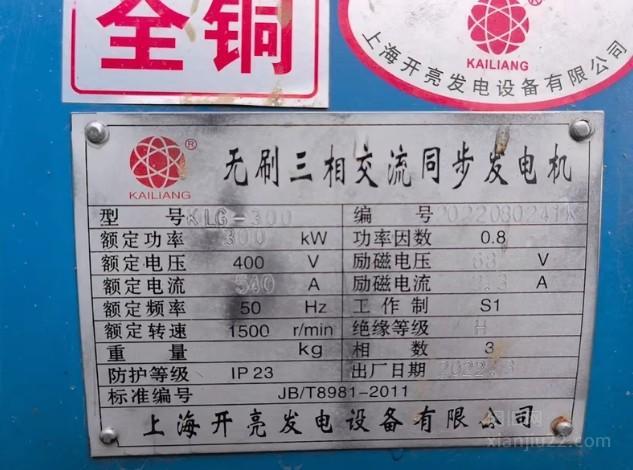 全铜
KAILIANG
上海开亮发电设备有限公司
KAILIANG ®
无刷三相交流同步发电机
型号 KLG-300 编号
额定功率 300 kW 功率因数 0.8
额定电压 400 V 励磁电压 V
额定电流 540 A 励磁电流 A
额定频率 50 Hz 工作制 S1
额定转速 1500 r/min 绝缘等级 H
重量 kg 相数 3
防护等级 IP 23 出厂日期 2022.8
标准编号 JB/T8981-2011
上海开亮发电设备有限公司
xianjiu22.com